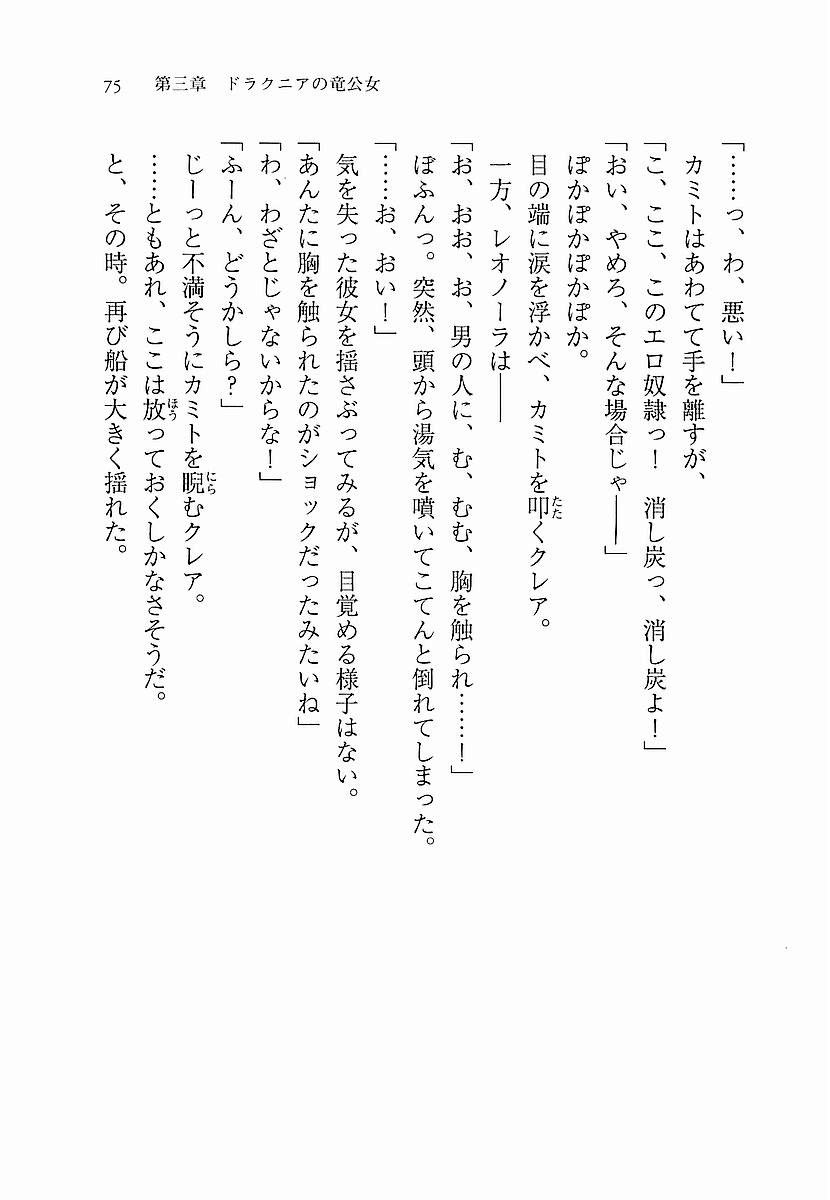 75　第三章　ドラクニアの竜公女
「……っ、わ、悪い！」
カミトはあわてて手を離すが、
「こ、ここ、このエロ奴隷っ！　消し炭っ、消し炭よ！」
「おい、やめろ、そんな場合じゃ――」
ぽかぽかぽかぽか。
目の端に涙を浮かべ、カミトを叩くクレア。
たた
一方、レオノーラは――
「お、おお、お、男の人に、む、むむ、胸を触られ……！」
ぼふんっ。突然、頭から湯気を噴いてこてんと倒れてしまった。
「……お、おい！」
気を失った彼女を揺さぶってみるが、目覚める様子はない。
「あんたに胸を触られたのがショックだったみたいね」
「わ、わざとじゃないからな！」
「ふーん、どうかしら？」
じーっと不満そうにカミトを睨むクレア。
にら
……ともあれ、ここは放っておくしかなさそうだ。
ほう
と、その時。再び船が大きく揺れた。